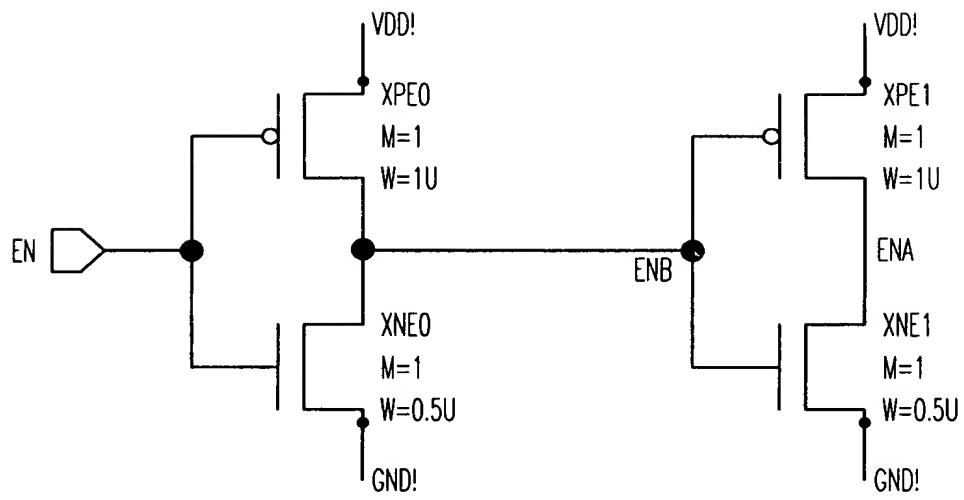 VDD!
XPE0
M=1
W=1U
VDD!
XPE1
M=1
W=1U
EN
ENB
ENA
XNE0
M=1
W=0.5U
GND!
XNE1
M=1
W=0.5U
GND!